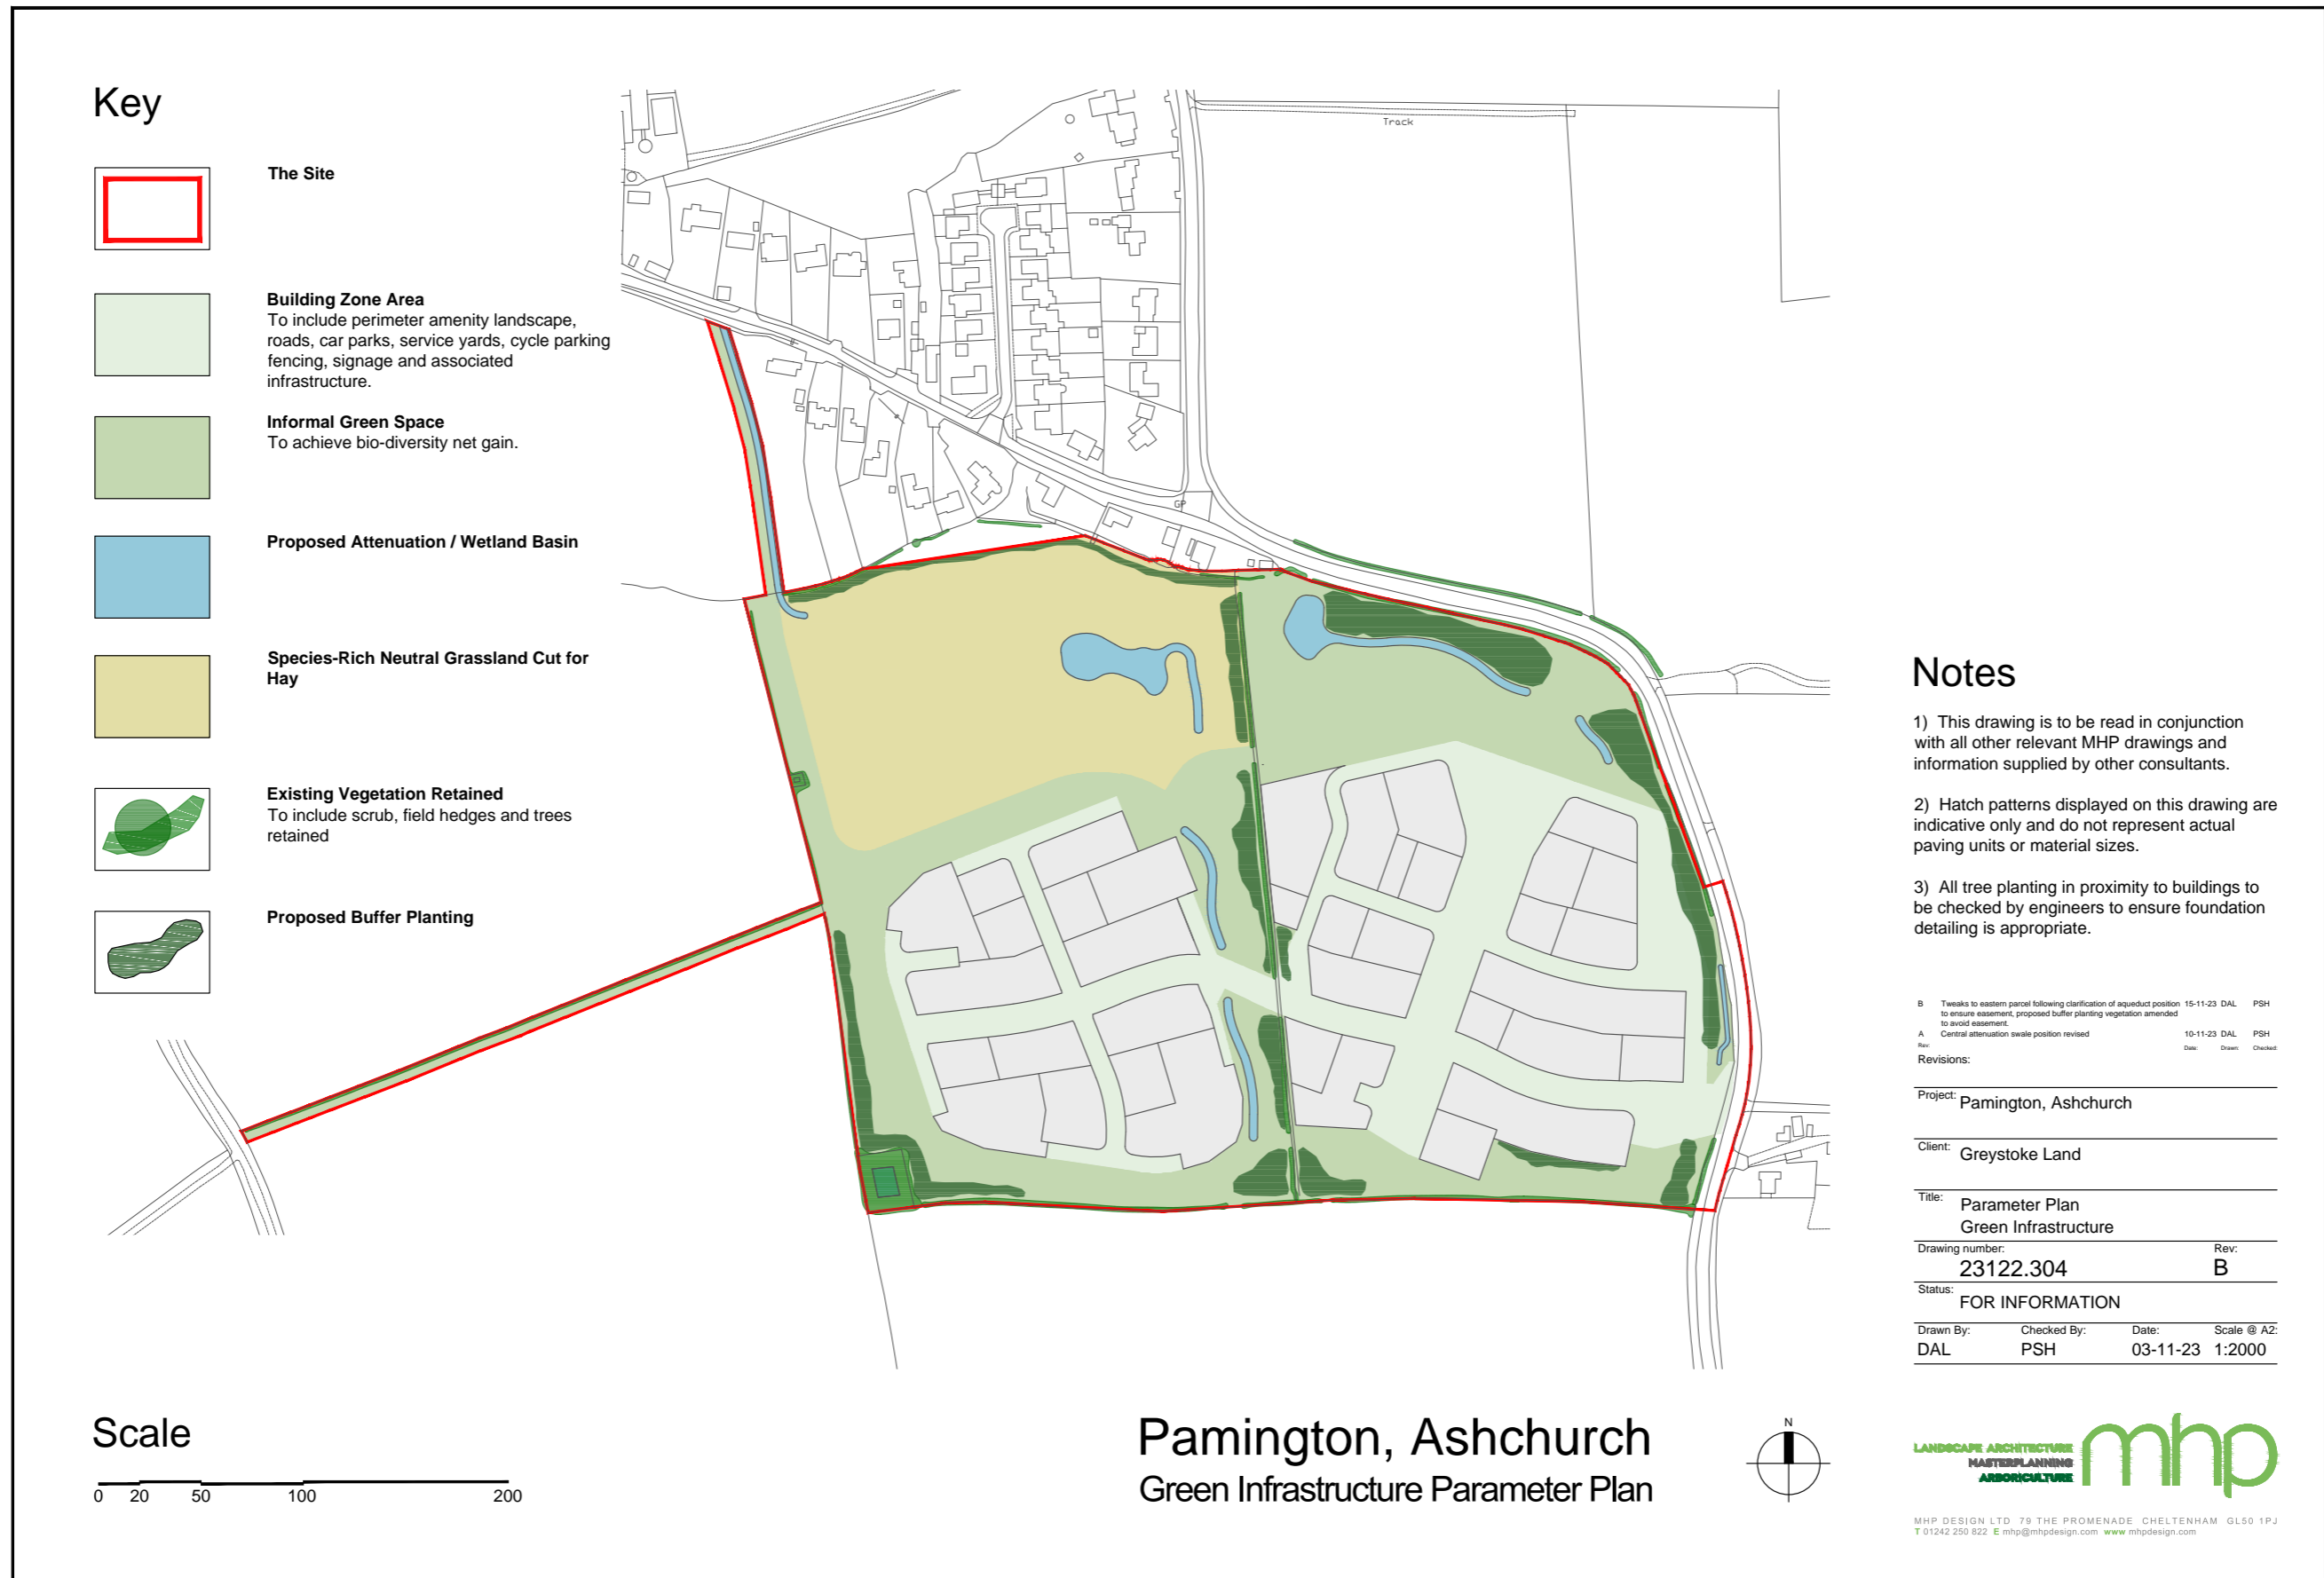 Key
The Site
Building Zone Area
To include perimeter amenity landscape,
roads, car parks, service yards, cycle parking
fencing, signage and associated
infrastructure.
Informal Green Space
To achieve bio-diversity net gain.
Proposed Attenuation / Wetland Basin
Species-Rich Neutral Grassland Cut for
Hay
Existing Vegetation Retained
To include scrub, field hedges and trees
retained
Proposed Buffer Planting
Track
GP
Scale
0 20 50 100 200
Pamington, Ashchurch
Green Infrastructure Parameter Plan
N
Notes
1) This drawing is to be read in conjunction
with all other relevant MHP drawings and
information supplied by other consultants.
2) Hatch patterns displayed on this drawing are
indicative only and do not represent actual
paving units or material sizes.
3) All tree planting in proximity to buildings to
be checked by engineers to ensure foundation
detailing is appropriate.
B Tweaks to eastern parcel following clarification of aqueduct position 15-11-23 DAL PSH
to ensure easement, proposed buffer planting vegetation amended
to avoid easement.
A Central attenuation swale position revised 10-11-23 DAL PSH
Rev: Date: Drawn: Checked:
Revisions:
Project: Pamington, Ashchurch
Client: Greystoke Land
Title: Parameter Plan
Green Infrastructure
Drawing number: Rev:
23122.304 B
Status: FOR INFORMATION
Drawn By: Checked By: Date: Scale @ A2:
DAL PSH 03-11-23 1:2000
LANDSCAPE ARCHITECTURE
MASTERPLANNING
ARBORICULTURE
mhp
MHP DESIGN LTD 79 THE PROMENADE CHELTENHAM GL50 1PJ
T 01242 250 822 E mhp@mhpdesign.com www mhpdesign.com